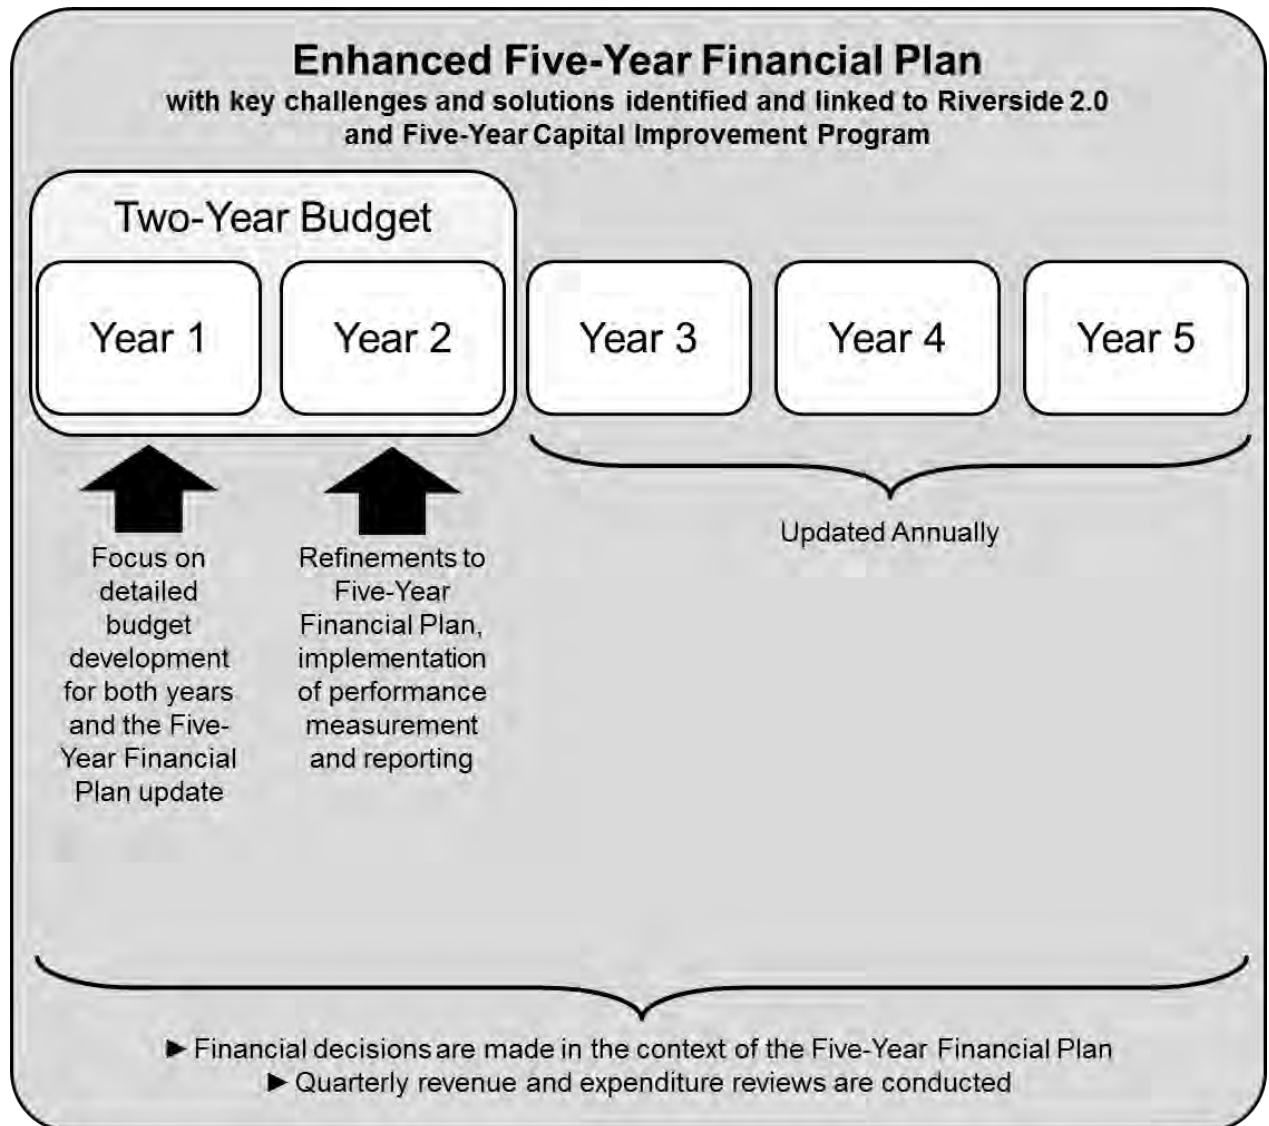 Enhanced Five-Year Financial Plan
with key challenges and solutions identified and linked to Riverside 2.0
and Five-Year Capital Improvement Program
Two-Year Budget
Year 1
Year 2
Year 3
Year 4
Year 5
Updated Annually
Focus on
detailed
budget
development
for both years
and the Five-
Year Financial
Plan update
Refinements to
Five-Year
Financial Plan,
implementation
of performance
measurement
and reporting
► Financial decisions are made in the context of the Five-Year Financial Plan
► Quarterly revenue and expenditure reviews are conducted